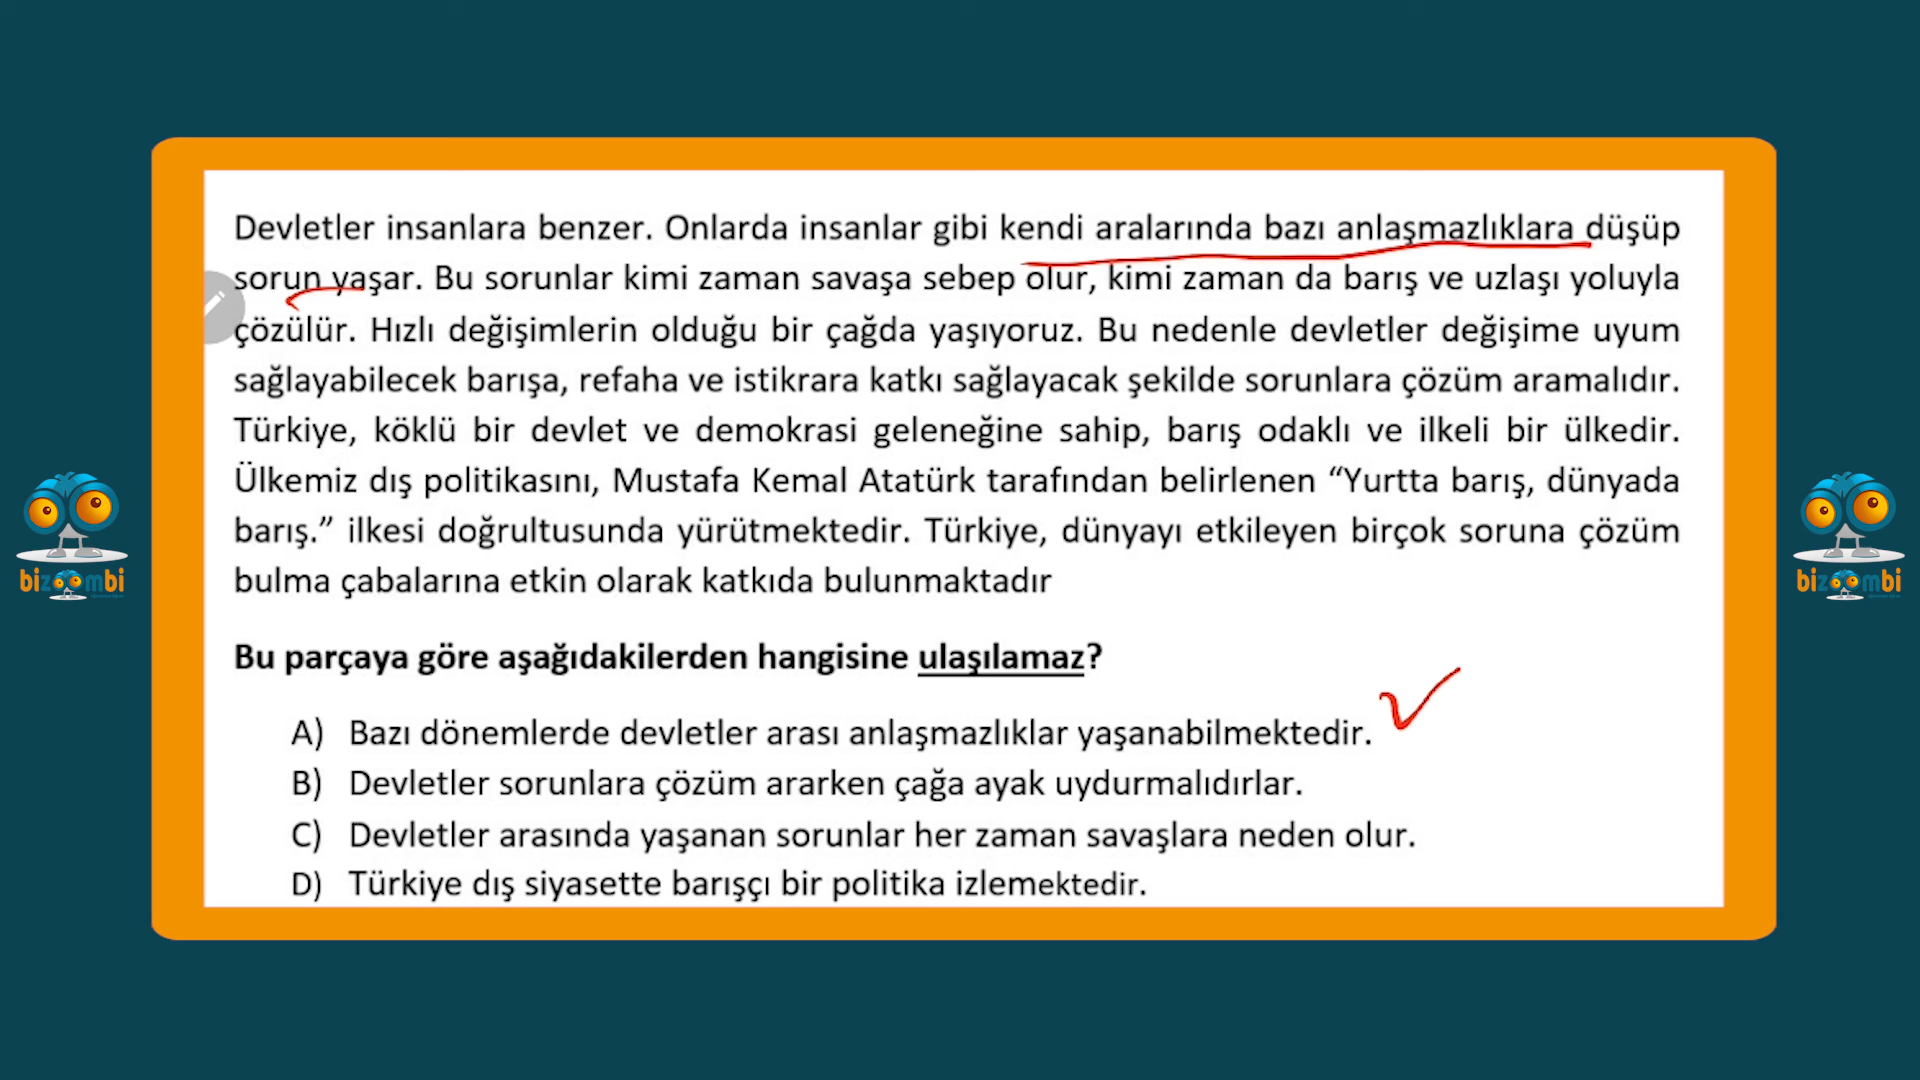 Devletler insanlara benzer. Onlarda insanlar gibi kendi aralarında bazı anlaşmazlıklara düşüp
sorun yaşar. Bu sorunlar kimi zaman savaşa sebep olur, kimi zaman da barış ve uzlaşı yoluyla
çözülür. Hızlı değişimlerin olduğu bir çağda yaşıyoruz. Bu nedenle devletler değişime uyum
sağlayabilecek barışa, refaha ve istikrara katkı sağlayacak şekilde sorunlara çözüm aramalıdır.
Türkiye, köklü bir devlet ve demokrasi geleneğine sahip, barış odaklı ve ilkeli bir ülkedir.
Ülkemiz dış politikasını, Mustafa Kemal Atatürk tarafından belirlenen “Yurtta barış, dünyada
barış.” ilkesi doğrultusunda yürütmektedir. Türkiye, dünyayı etkileyen birçok soruna çözüm
bulma çabalarına etkin olarak katkıda bulunmaktadır
Bu parçaya göre aşağıdakilerden hangisine ulaşılamaz?
A) Bazı dönemlerde devletler arası anlaşmazlıklar yaşanabilmektedir.
B) Devletler sorunlara çözüm ararken çağa ayak uydurmalıdırlar.
C) Devletler arasında yaşanan sorunlar her zaman savaşlara neden olur.
D) Türkiye dış siyasette barışçı bir politika izlemektedir.
bizoombi
bizoombi